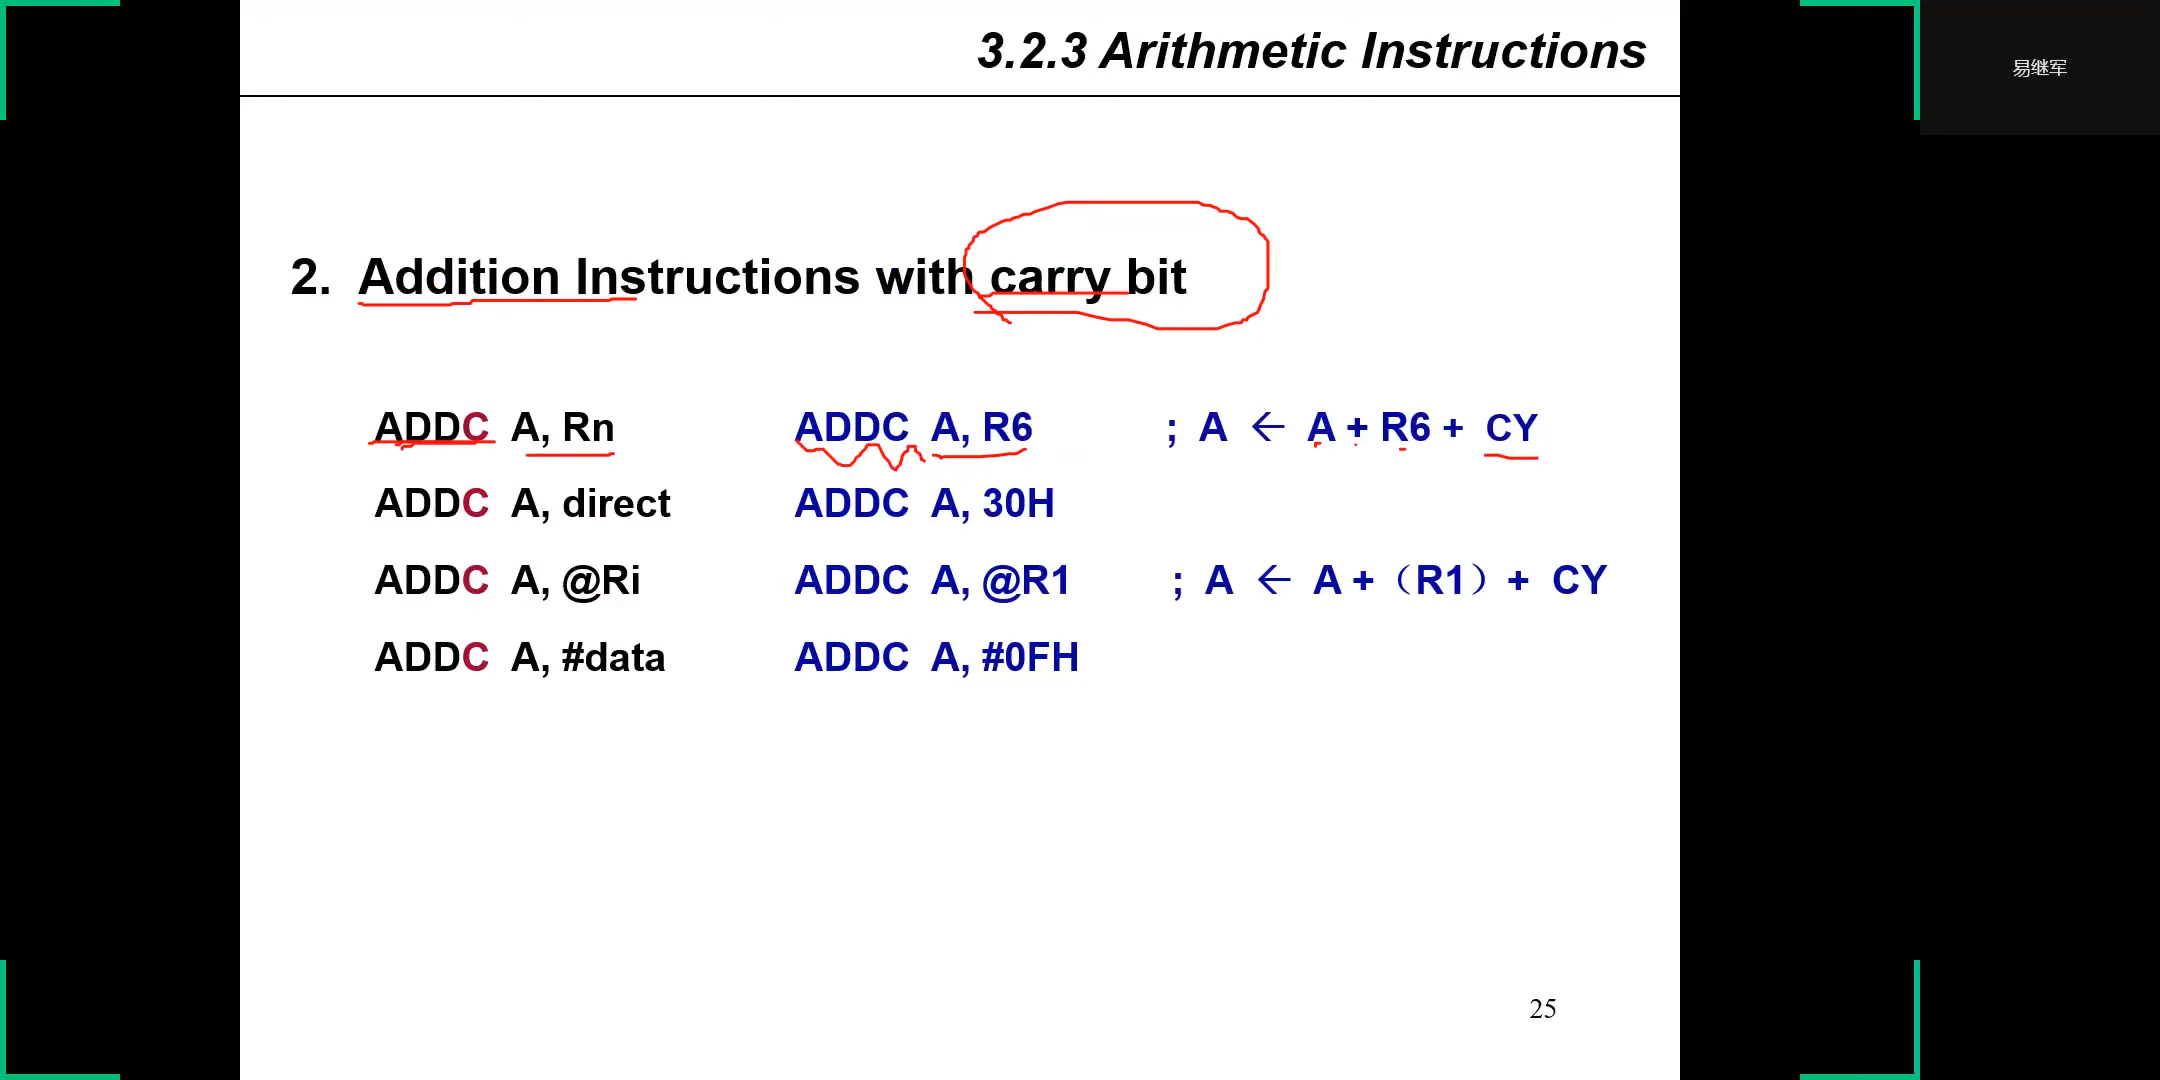 3.2.3 Arithmetic Instructions
易继军
2. Addition Instructions with carry bit
ADDC A, Rn ADDC A, R6 ; A ← A + R6 + CY
ADDC A, direct ADDC A, 30H
ADDC A, @Ri ADDC A, @R1 ; A ← A +（R1）+ CY
ADDC A, #data ADDC A, #0FH
25